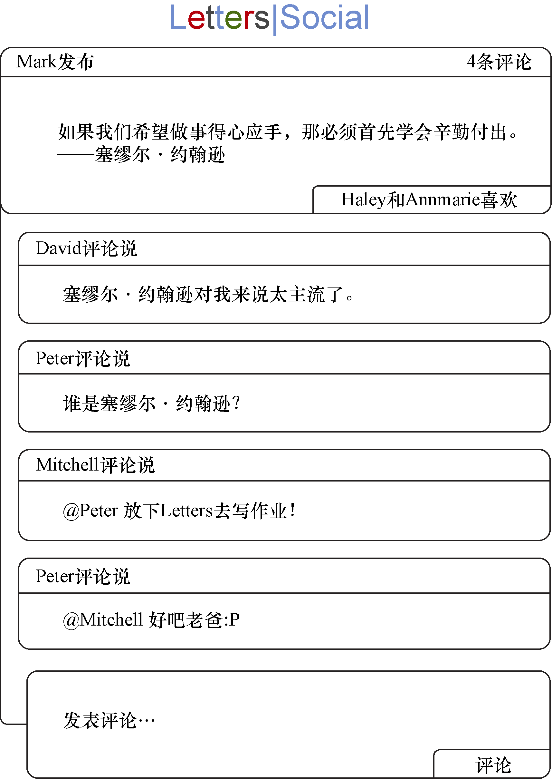 Letters|Social
Mark发布 4条评论
如果我们希望做事得心应手，那必须首先学会辛勤付出。
——塞缪尔·约翰逊
Haley和Annmarie喜欢
David评论说
塞缪尔·约翰逊对我来说太主流了。
Peter评论说
谁是塞缪尔·约翰逊？
Mitchell评论说
@Peter 放下Letters去写作业！
Peter评论说
@Mitchell 好吧老爸:P
发表评论…
评论